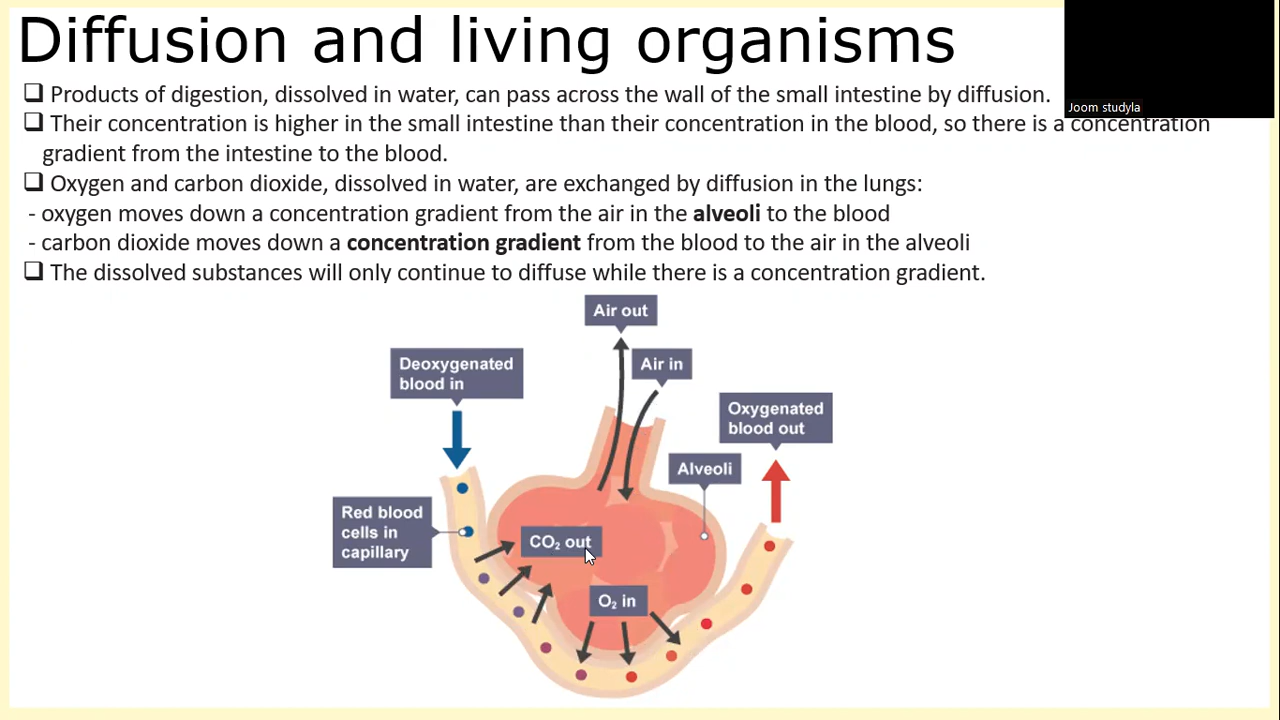 Diffusion and living organisms
Joom studyla
❑ Products of digestion, dissolved in water, can pass across the wall of the small intestine by diffusion.
❑ Their concentration is higher in the small intestine than their concentration in the blood, so there is a concentration
gradient from the intestine to the blood.
❑ Oxygen and carbon dioxide, dissolved in water, are exchanged by diffusion in the lungs:
- oxygen moves down a concentration gradient from the air in the alveoli to the blood
- carbon dioxide moves down a concentration gradient from the blood to the air in the alveoli
❑ The dissolved substances will only continue to diffuse while there is a concentration gradient.
Air out
Deoxygenated
blood in
Air in
Oxygenated
blood out
Alveoli
Red blood
cells in
capillary
CO₂ out
O₂ in